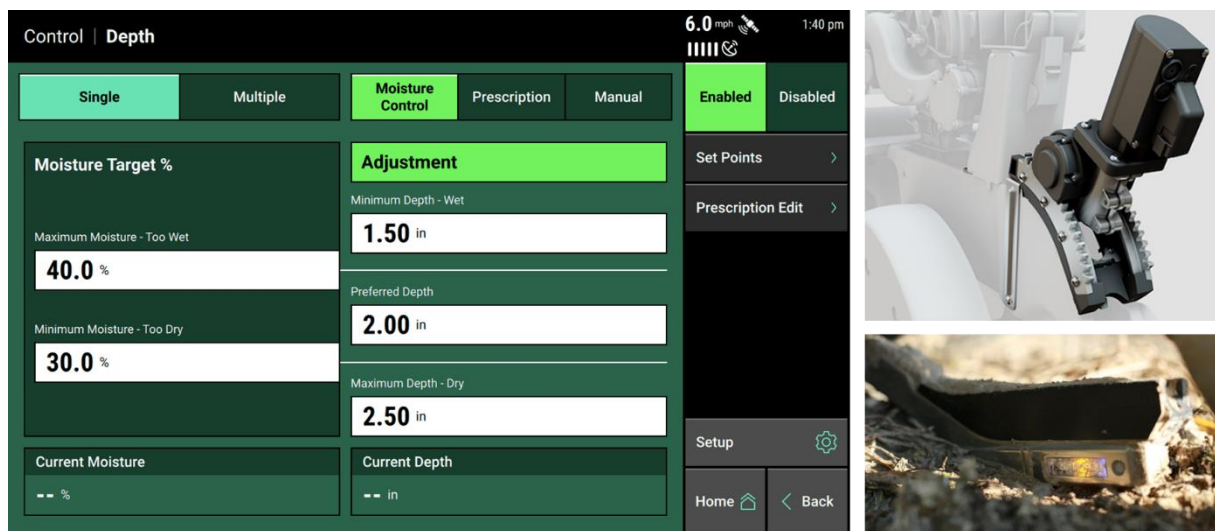 Control | Depth
6.0 mph
1:40 pm
Single
Multiple
Moisture
Control
Prescription
Manual
Enabled
Disabled
Moisture Target %
Maximum Moisture - Too Wet
40.0 %
Minimum Moisture - Too Dry
30.0 %
Adjustment
Minimum Depth - Wet
1.50 in
Preferred Depth
2.00 in
Maximum Depth - Dry
2.50 in
Set Points
Prescription Edit
Current Moisture
-- %
Current Depth
-- in
Setup
Home
Back